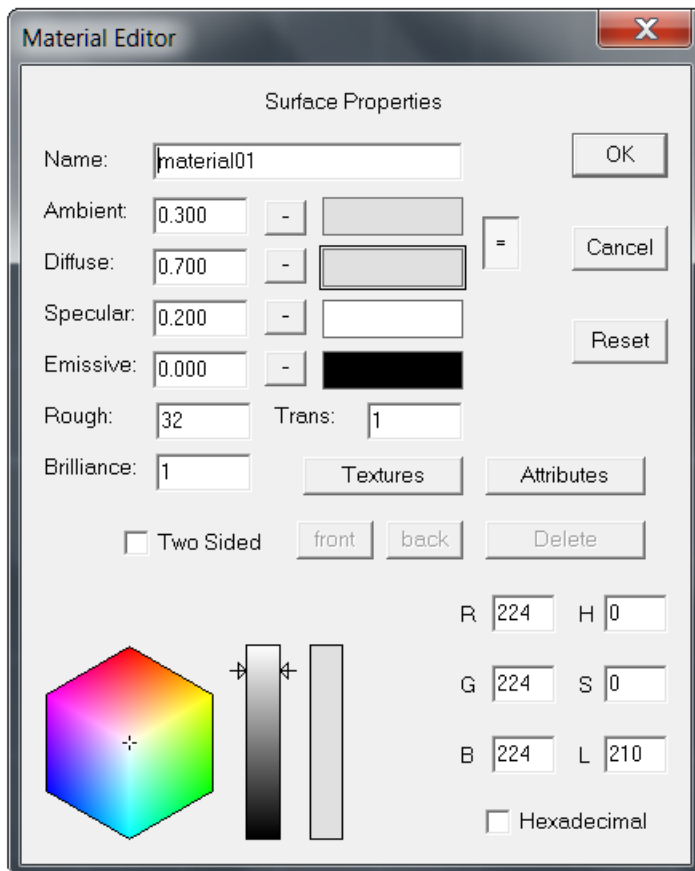 Material Editor
Surface Properties
Name: material01 OK
Ambient: 0.300 - =
Diffuse: 0.700 - Cancel
Specular: 0.200 -
Reset
Emissive: 0.000 -
Rough: 32 Trans: 1
Brilliance: 1 Textures Attributes
Two Sided front back Delete
R 224 H 0
G 224 S 0
B 224 L 210
Hexadecimal